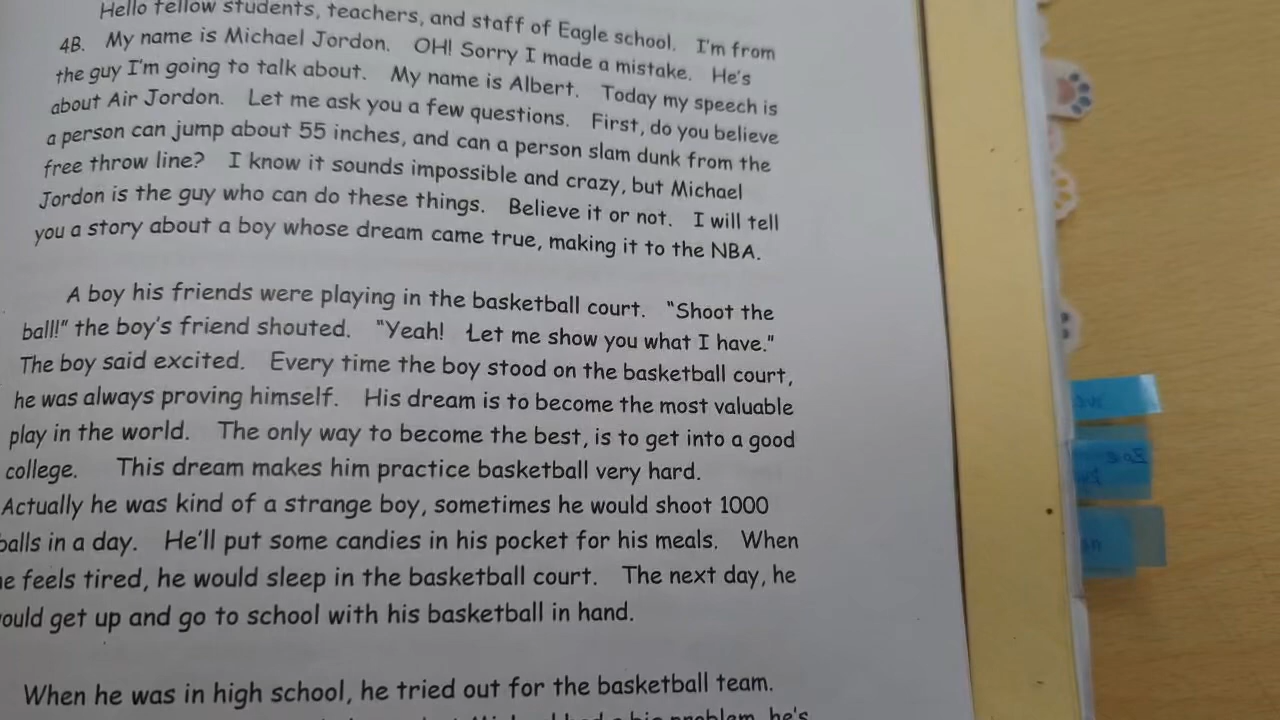 Hello fellow students, teachers, and staff of Eagle school. I'm from
4B. My name is Michael Jordon. OH! Sorry I made a mistake. He's
the guy I'm going to talk about. My name is Albert. Today my speech is
about Air Jordon. Let me ask you a few questions. First, do you believe
a person can jump about 55 inches, and can a person slam dunk from the
free throw line? I know it sounds impossible and crazy, but Michael
Jordon is the guy who can do these things. Believe it or not. I will tell
you a story about a boy whose dream came true, making it to the NBA.
A boy his friends were playing in the basketball court. “Shoot the
ball!” the boy's friend shouted. “Yeah! Let me show you what I have.”
The boy said excited. Every time the boy stood on the basketball court,
he was always proving himself. His dream is to become the most valuable
play in the world. The only way to become the best, is to get into a good
college. This dream makes him practice basketball very hard.
Actually he was kind of a strange boy, sometimes he would shoot 1000
balls in a day. He'll put some candies in his pocket for his meals. When
he feels tired, he would sleep in the basketball court. The next day, he
would get up and go to school with his basketball in hand.
When he was in high school, he tried out for the basketball team.
problem, he's